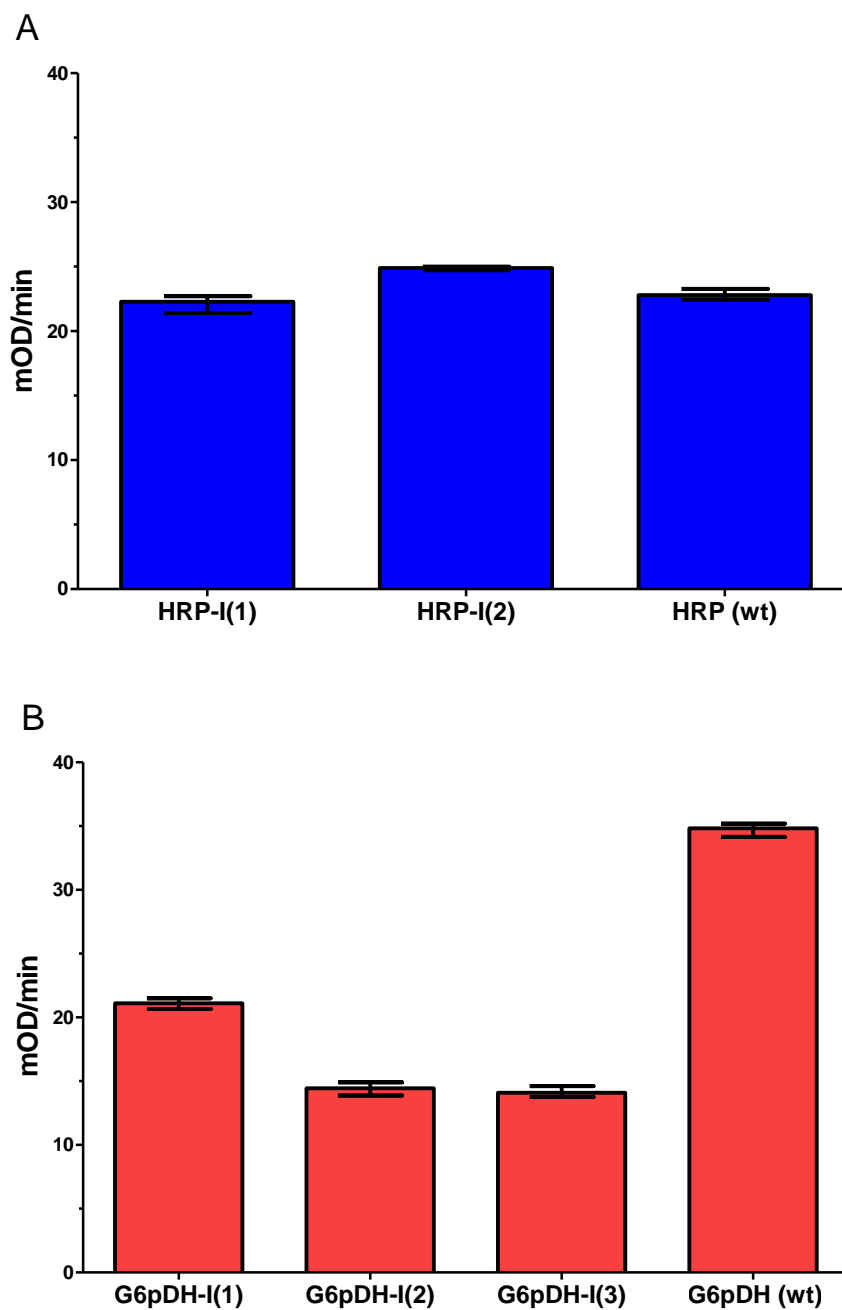 A
40
30
20
10
0
mOD/min
HRP-I(1)
HRP-I(2)
HRP (wt)
B
40
30
20
10
0
mOD/min
G6pDH-I(1)
G6pDH-I(2)
G6pDH-I(3)
G6pDH (wt)